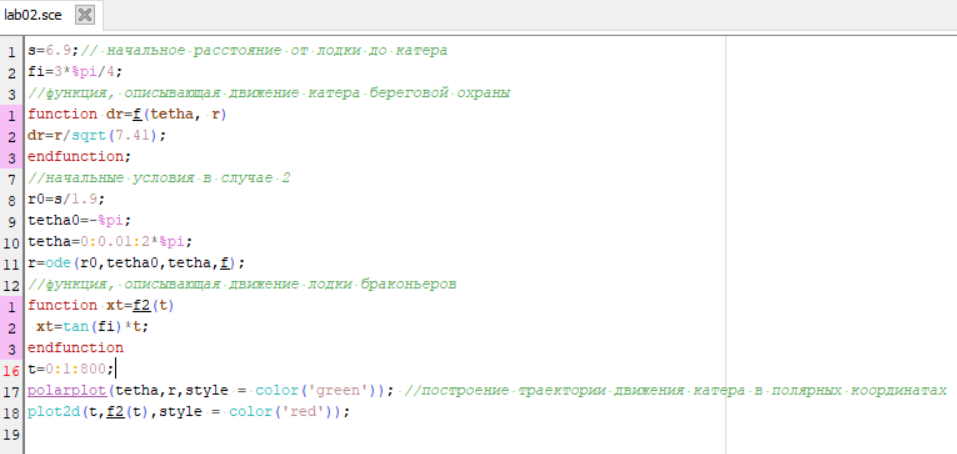 lab02.sce
1 s=6.9;// начальное расстояние от лодки до катера
2 fi=3*%pi/4;
3 //функция, описывающая движение катера береговой охраны
1 function dr=f(tetha, r)
2 dr=r/sqrt(7.41);
3 endfunction;
7 //начальные условия в случае 2
8 r0=s/1.9;
9 tetha0=-%pi;
10 tetha=0:0.01:2*%pi;
11 r=ode(r0,tetha0,tetha,f);
12 //функция, описывающая движение лодки браконьеров
1 function xt=f2(t)
2 xt=tan(fi)*t;
3 endfunction
16 t=0:1:800;
17 polarplot(tetha,r,style = color('green')); //построение траектории движения катера в полярных координатах
18 plot2d(t,f2(t),style = color('red'));
19